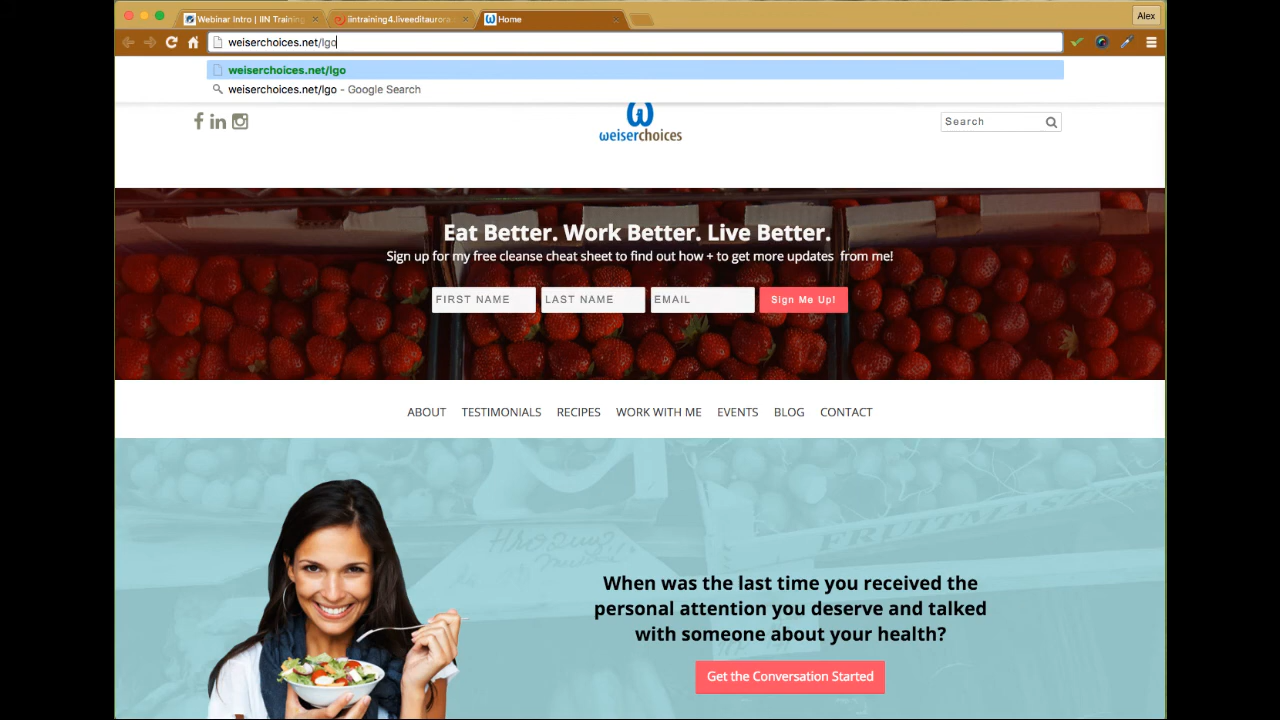 Webinar Intro | IIN Training
iintraining4.liveeditaurora.
Home
Alex
weiserchoices.net/lgo
weiserchoices.net/lgo
weiserchoices.net/lgo - Google Search
weiserchoices
Search
Eat Better. Work Better. Live Better.
Sign up for my free cleanse cheat sheet to find out how + to get more updates from me!
FIRST NAME LAST NAME EMAIL Sign Me Up!
ABOUT TESTIMONIALS RECIPES WORK WITH ME EVENTS BLOG CONTACT
FRUITMAS
When was the last time you received the
personal attention you deserve and talked
with someone about your health?
Get the Conversation Started